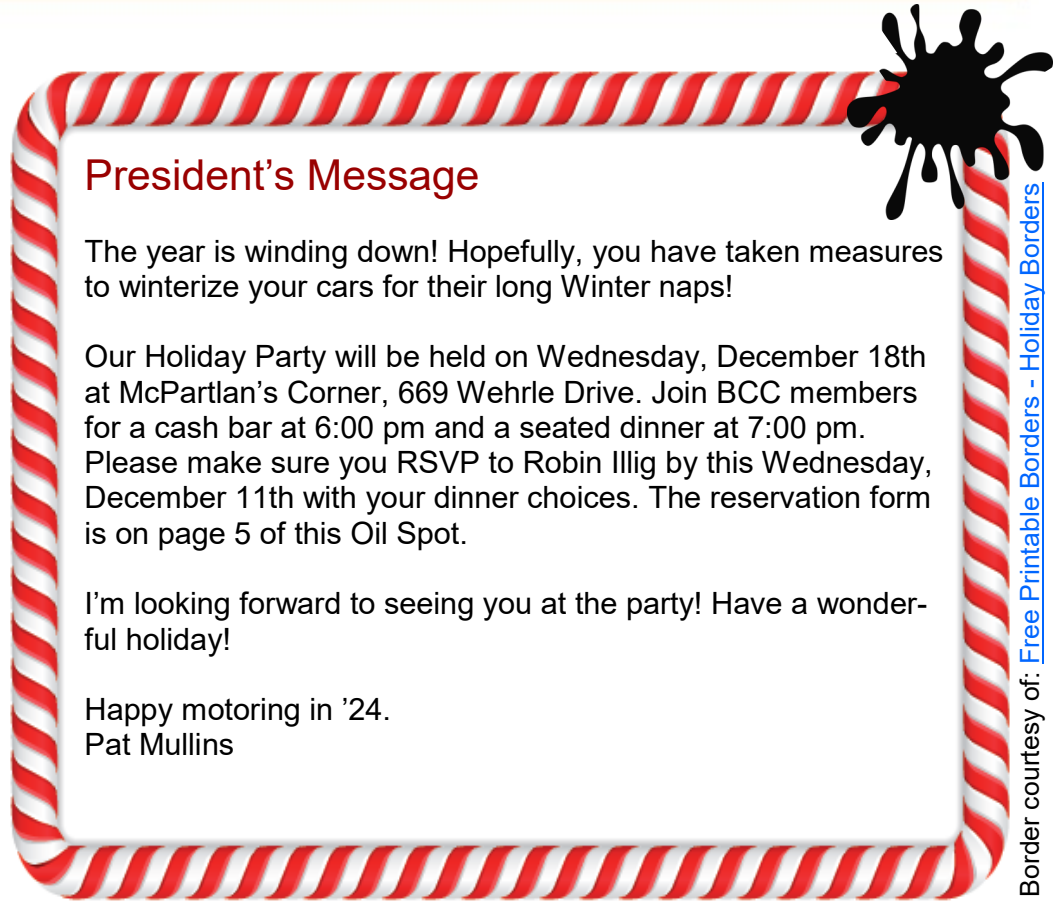 President’s Message
The year is winding down! Hopefully, you have taken measures
to winterize your cars for their long Winter naps!
Our Holiday Party will be held on Wednesday, December 18th
at McPartlan’s Corner, 669 Wehrle Drive. Join BCC members
for a cash bar at 6:00 pm and a seated dinner at 7:00 pm.
Please make sure you RSVP to Robin Illig by this Wednesday,
December 11th with your dinner choices. The reservation form
is on page 5 of this Oil Spot.
I’m looking forward to seeing you at the party! Have a wonder-
ful holiday!
Happy motoring in ’24.
Pat Mullins
Border courtesy of: Free Printable Borders - Holiday Borders